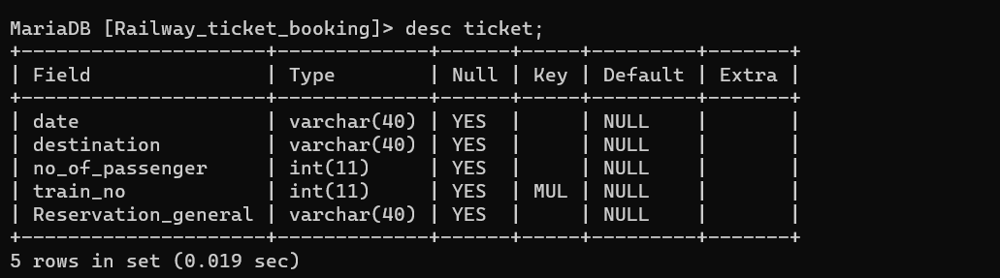 MariaDB [Railway_ticket_booking]> desc ticket;
+---------------------+-------------+------+-----+---------+-------+
| Field               | Type        | Null | Key | Default | Extra |
+---------------------+-------------+------+-----+---------+-------+
| date                | varchar(40) | YES  |     | NULL    |       |
| destination         | varchar(40) | YES  |     | NULL    |       |
| no_of_passenger     | int(11)     | YES  |     | NULL    |       |
| train_no            | int(11)     | YES  | MUL | NULL    |       |
| Reservation_general | varchar(40) | YES  |     | NULL    |       |
+---------------------+-------------+------+-----+---------+-------+
5 rows in set (0.019 sec)